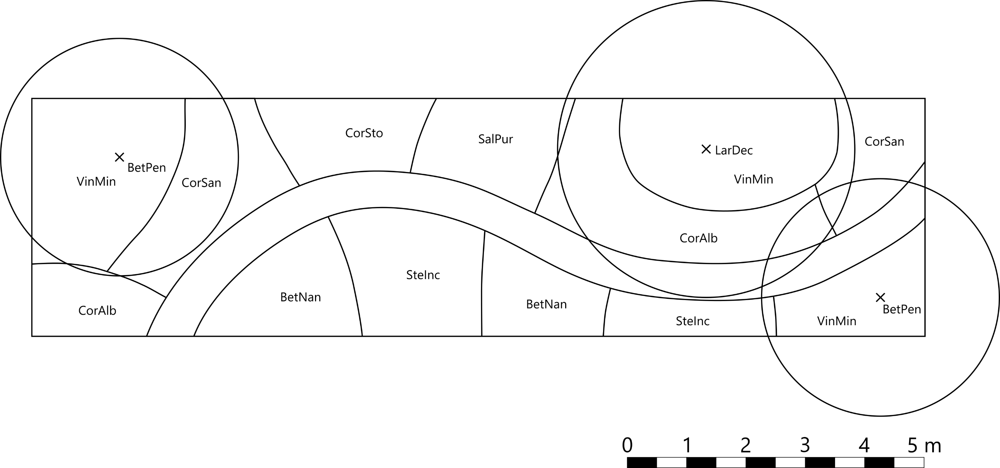 CorSto
SalPur
CorSan
LarDec
BetPen
VinMin
CorSan
VinMin
CorAlb
SteInc
BetNan
CorAlb
BetNan
SteInc
VinMin
BetPen
0 1 2 3 4 5 m